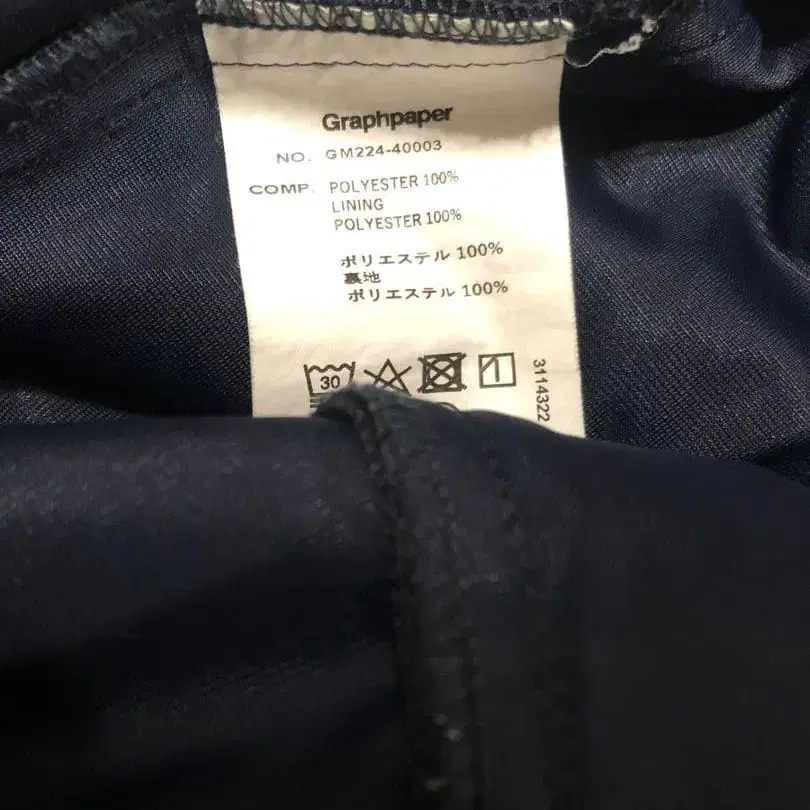 Graphpaper
NO. GM224-40003
COMP. POLYESTER 100%
LINING
POLYESTER 100%
ポリエステル 100%
裏地
ポリエステル 100%
30
3114322